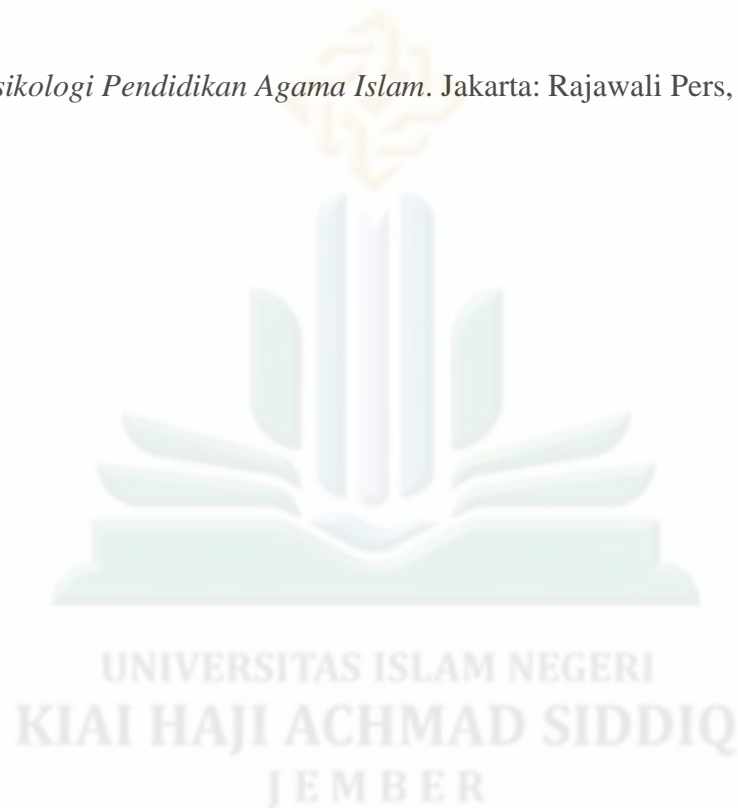 sikologi Pendidikan Agama Islam. Jakarta: Rajawali Pers,
UNIVERSITAS ISLAM NEGERI
KIAI HAJI ACHMAD SIDDIQ
JEMBER